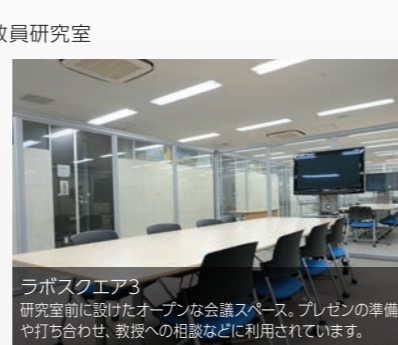 教員研究室
ラボスクエア3
研究室前に設けたオープンな会議スペース。プレゼンの準備
や打ち合わせ、教授への相談などに利用されています。